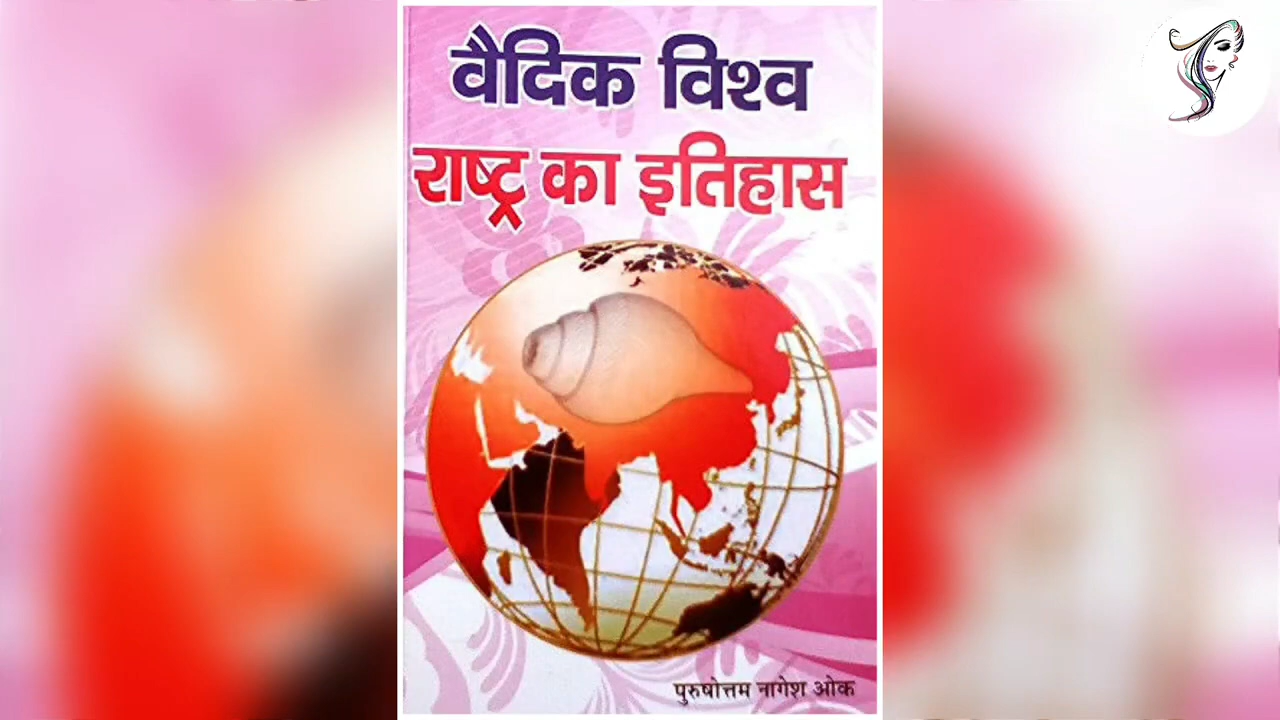 वैदिक विश्व
राष्ट्र का इतिहास
पुरुषोत्तम नागेश ओक